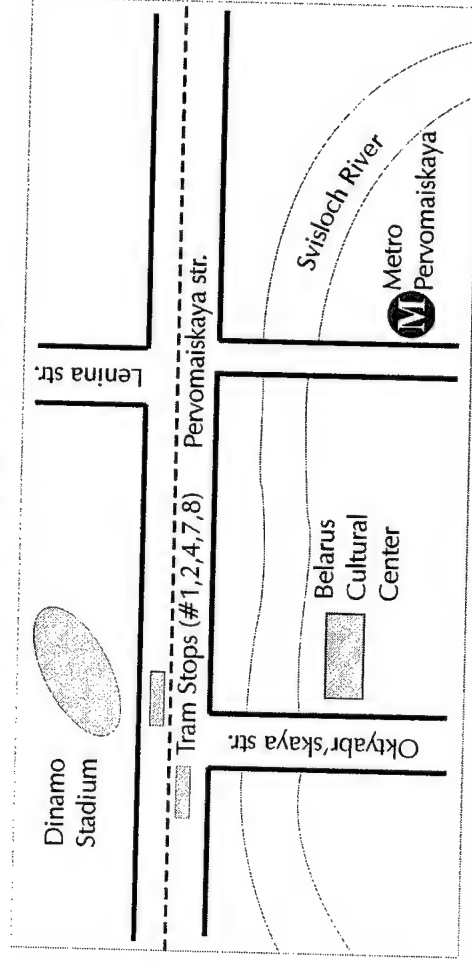 Dinamo
Stadium
Lenina str.
Tram Stops (#1,2,4,7,8)
Pervomaiskaya str.
Oktyabr'skaya str.
Belarus
Cultural
Center
Svisloch River
M
Metro
Pervomaiskaya